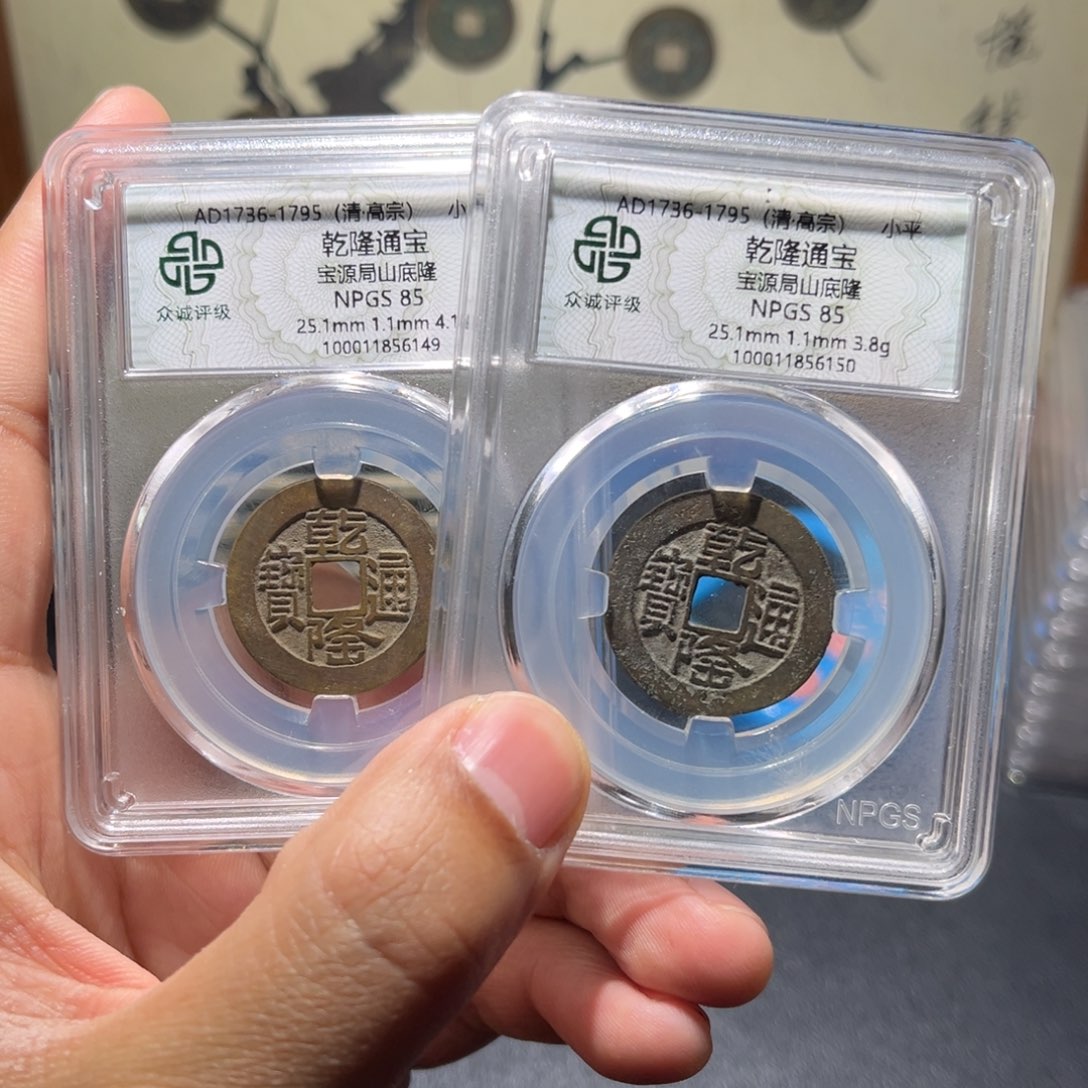 AD1736-1795（清·高宗） 小
乾隆通宝
宝源局山底隆
NPGS 85
25.1mm 1.1mm 4.1
100011856149
众诚评级
乾隆通寶
AD1736-1795（清·高宗） 小平
乾隆通宝
宝源局山底隆
NPGS 85
25.1mm 1.1mm 3.8g
100011856150
众诚评级
乾隆通寶
NPGS